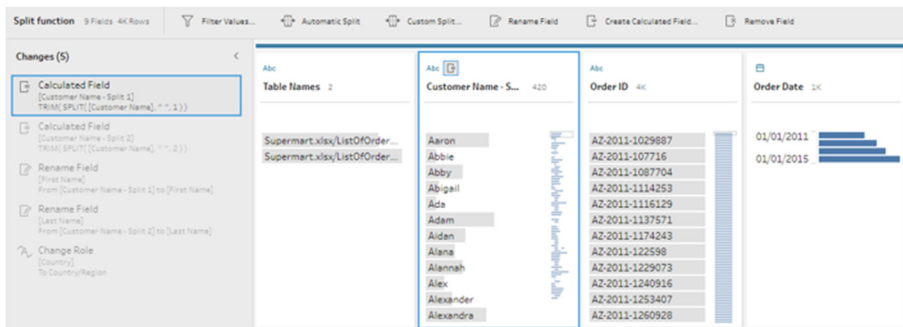 Split function 9 Fields 4K Rows Filter Values... Automatic Split Custom Split... Rename Field Create Calculated Field... Remove Field
Changes (5)
Calculated Field
[Customer Name - Split 1]
TRIM( SPLIT( [Customer Name], " ", 1 ) )
Calculated Field
[Customer Name - Split 2]
TRIM( SPLIT( [Customer Name], " ", 2 ) )
Rename Field
[First Name]
From [Customer Name - Split 1] to [First Name]
Rename Field
[Last Name]
From [Customer Name - Split 2] to [Last Name]
Change Role
[Country]
To Country/Region
Abc
Table Names 2
Supermart.xlsx/ListOfOrder...
Supermart.xlsx/ListOfOrder...
Abc
Customer Name - S... 420
Aaron
Abbie
Abby
Abigail
Ada
Adam
Aidan
Alana
Alannah
Alex
Alexander
Alexandra
Abc
Order ID 4K
AZ-2011-1029887
AZ-2011-107716
AZ-2011-1087704
AZ-2011-1114253
AZ-2011-1116129
AZ-2011-1137571
AZ-2011-1174243
AZ-2011-122598
AZ-2011-1229073
AZ-2011-1240916
AZ-2011-1253407
AZ-2011-1260928
Order Date 1K
01/01/2011
01/01/2015